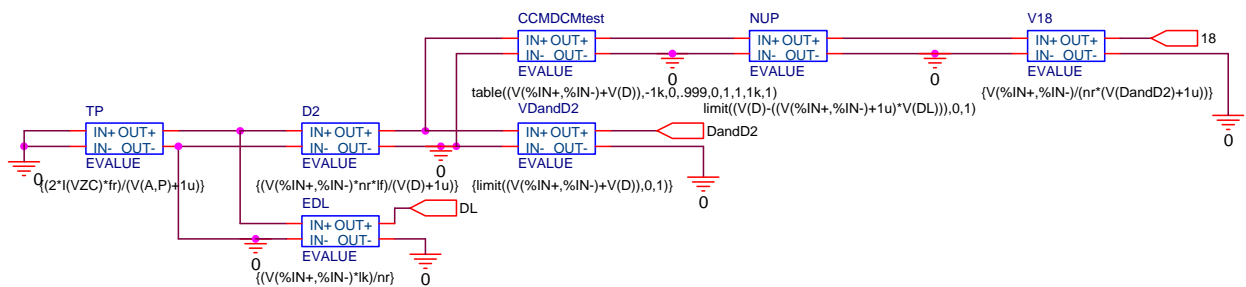 CCMDCMtest
NUP
V18
IN+ OUT+
IN- OUT-
EVALUE
IN+ OUT+
IN- OUT-
EVALUE
IN+ OUT+
IN- OUT-
EVALUE
18
0
0
0
table((V(%IN+,%IN-)+V(D)),-1k,0,.999,0,1,1,1k,1)
limit((V(D)-((V(%IN+,%IN-)+1u)*V(DL))),0,1)
{V(%IN+,%IN-)/(nr*(V(DandD2)+1u))}
TP
D2
VDandD2
IN+ OUT+
IN- OUT-
EVALUE
IN+ OUT+
IN- OUT-
EVALUE
IN+ OUT+
IN- OUT-
EVALUE
DandD2
0
0
0
{(2*I(VZC)*fr)/(V(A,P)+1u)}
{(V(%IN+,%IN-)*nr*lf)/(V(D)+1u)}
{limit((V(%IN+,%IN-)+V(D)),0,1)}
EDL
IN+ OUT+
IN- OUT-
EVALUE
DL
0
0
{(V(%IN+,%IN-)*lk)/nr}